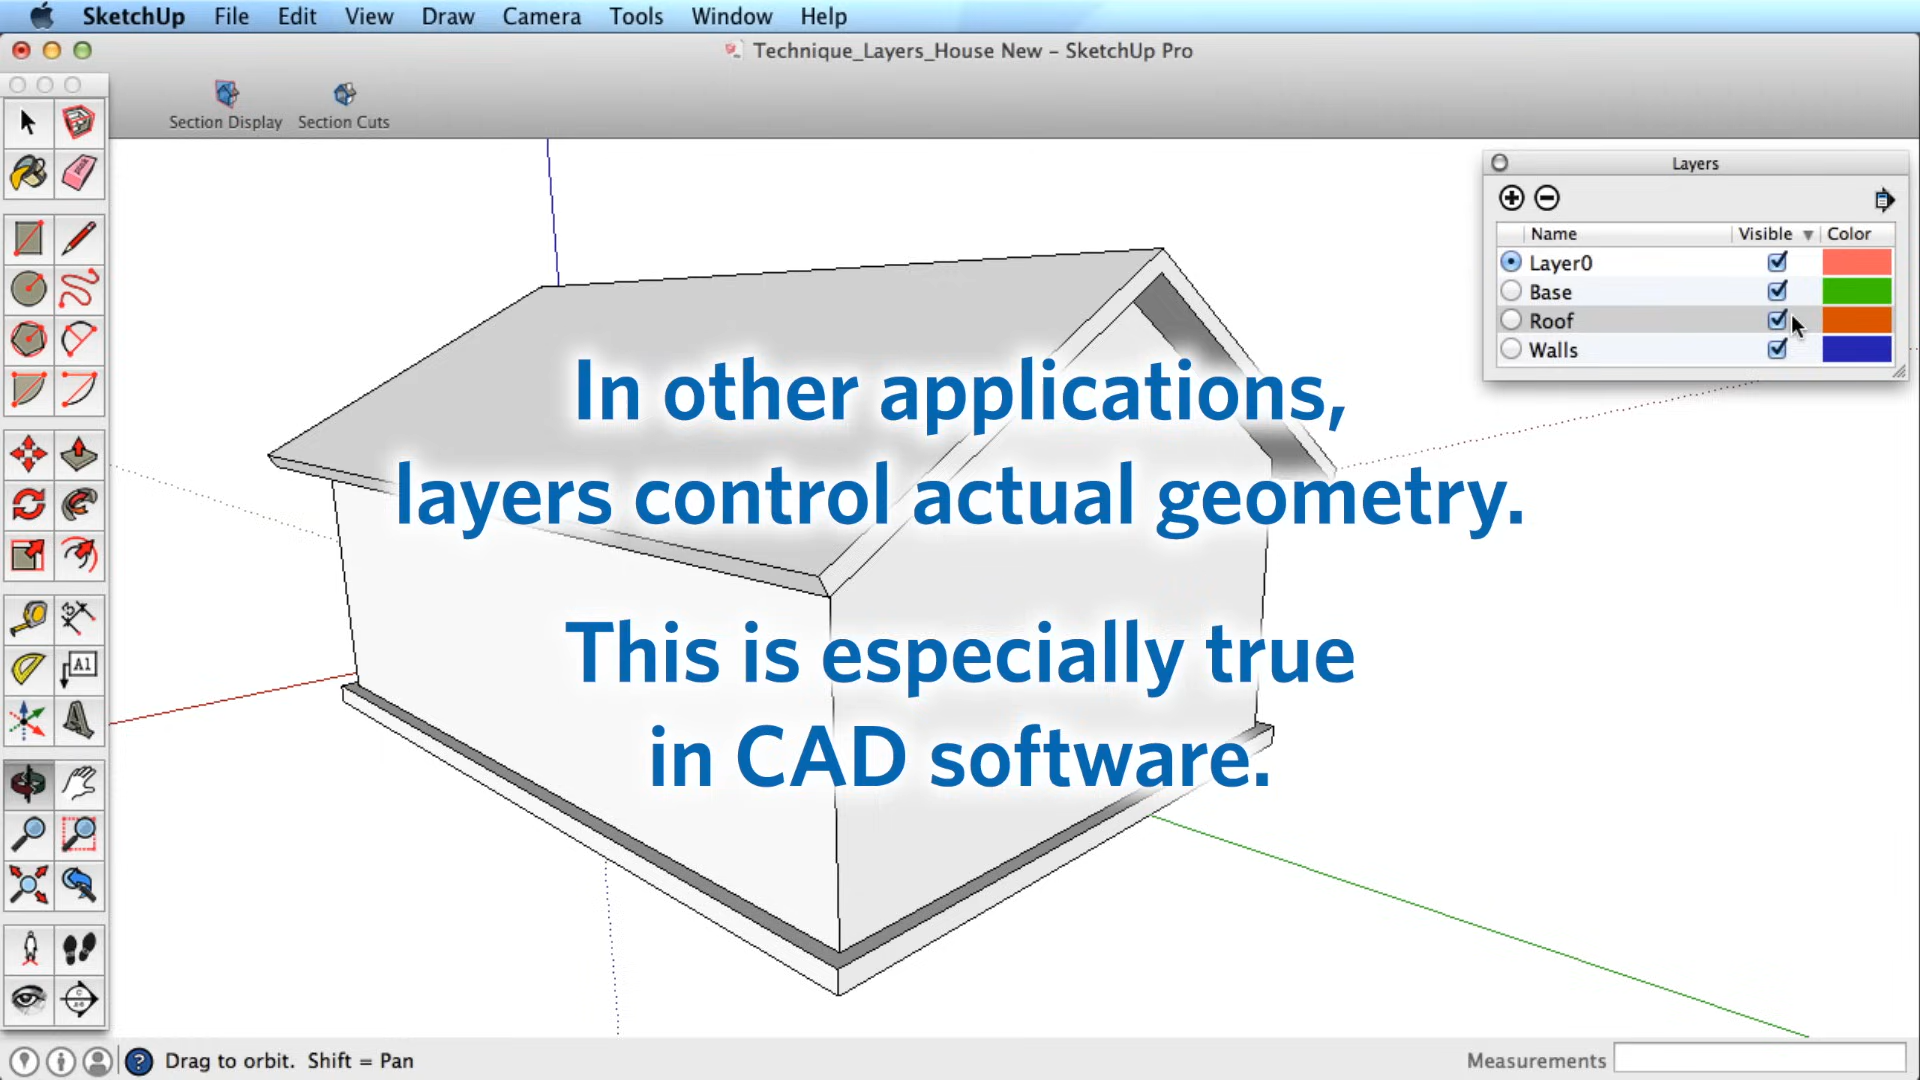 SketchUp File Edit View Draw Camera Tools Window Help
Technique_Layers_House New – SketchUp Pro
Section Display Section Cuts
Layers
Name Visible Color
Layer0
Base
Roof
Walls
In other applications,
layers control actual geometry.
This is especially true
in CAD software.
A1
Drag to orbit. Shift = Pan
Measurements